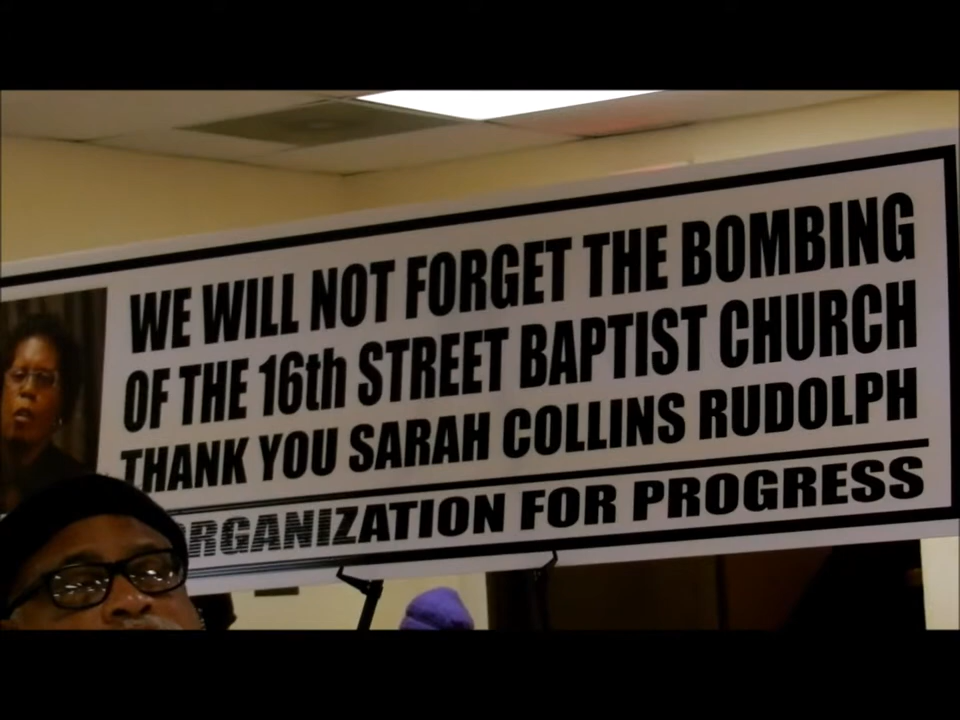 WE WILL NOT FORGET THE BOMBING
OF THE 16th STREET BAPTIST CHURCH
THANK YOU SARAH COLLINS RUDOLPH
ORGANIZATION FOR PROGRESS